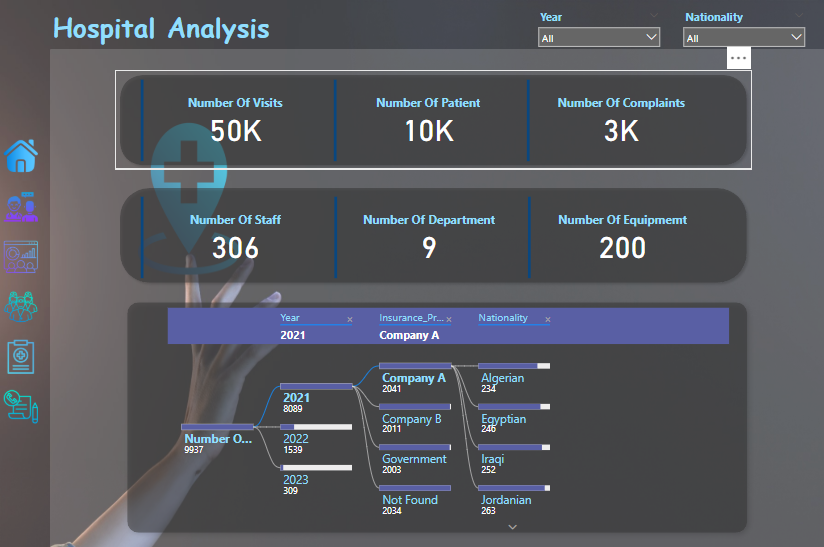 Hospital Analysis
Year
All
Nationality
All
Number Of Visits
50K
Number Of Patient
10K
Number Of Complaints
3K
Number Of Staff
306
Number Of Department
9
Number Of Equipmemt
200
Year
2021
Insurance_Pr...
Company A
Nationality
Number O...
9937
2021
8089
2022
1539
2023
309
Company A
2041
Company B
2011
Government
2003
Not Found
2034
Algerian
234
Egyptian
246
Iraqi
252
Jordanian
263